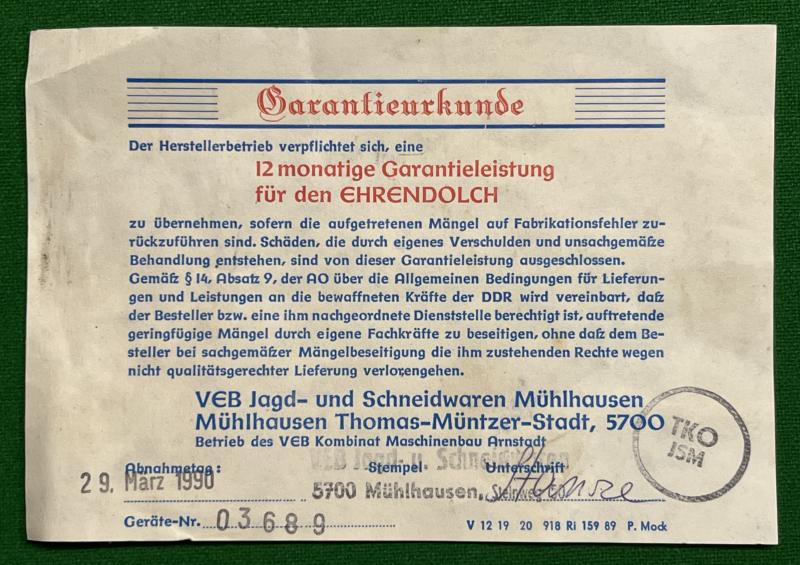 Garantieurkunde
Der Herstellerbetrieb verpflichtet sich, eine
12 monatige Garantieleistung
für den EHRENDOLCH
zu übernehmen, sofern die aufgetretenen Mängel auf Fabrikationsfehler zu-
rückzuführen sind. Schäden, die durch eigenes Verschulden und unsachgemäße
Behandlung entstehen, sind von dieser Garantieleistung ausgeschlossen.
Gemäß § 14, Absatz 9, der AO über die Allgemeinen Bedingungen für Lieferun-
gen und Leistungen an die bewaffneten Kräfte der DDR wird vereinbart, daß
der Besteller bzw. eine ihm nachgeordnete Dienststelle berechtigt ist, auftretende
geringfügige Mängel durch eigene Fachkräfte zu beseitigen, ohne daß dem Be-
steller bei sachgemäßer Mängelbeseitigung die ihm zustehenden Rechte wegen
nicht qualitätsgerechter Lieferung verlorengehen.
VEB Jagd- und Schneidwaren Mühlhausen
Mühlhausen Thomas-Müntzer-Stadt, 5700
Betrieb des VEB Kombinat Maschinenbau Arnstadt
TKO
JSM
VEB Jagd- u. Schneidwaren
Abnahmetag: Stempel Unterschrift
29. März 1990 5700 Mühlhausen, Steinweg
Geräte-Nr. 03689 V 12 19 20 918 Ri 159 89 P. Mock